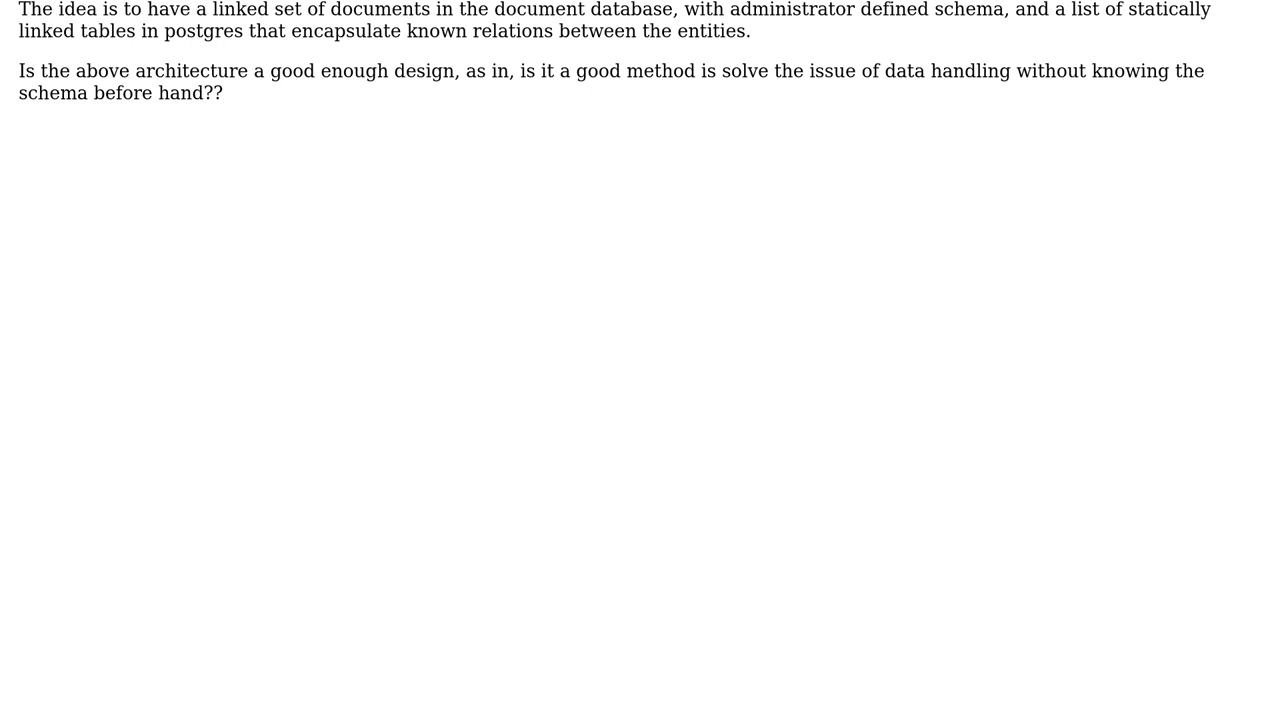 The idea is to have a linked set of documents in the document database, with administrator defined schema, and a list of statically
linked tables in postgres that encapsulate known relations between the entities.
Is the above architecture a good enough design, as in, is it a good method is solve the issue of data handling without knowing the
schema before hand??